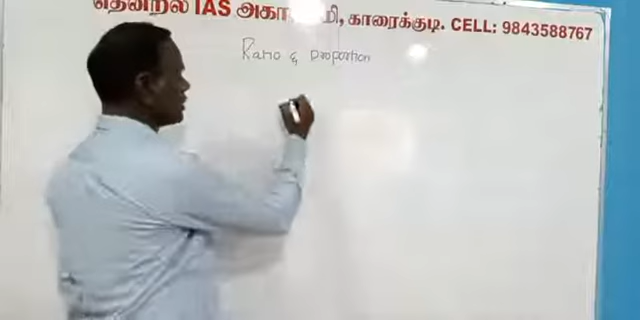 தென்றல் IAS காரைக்குடி. CELL: 9843588767
Ratio & Proportion